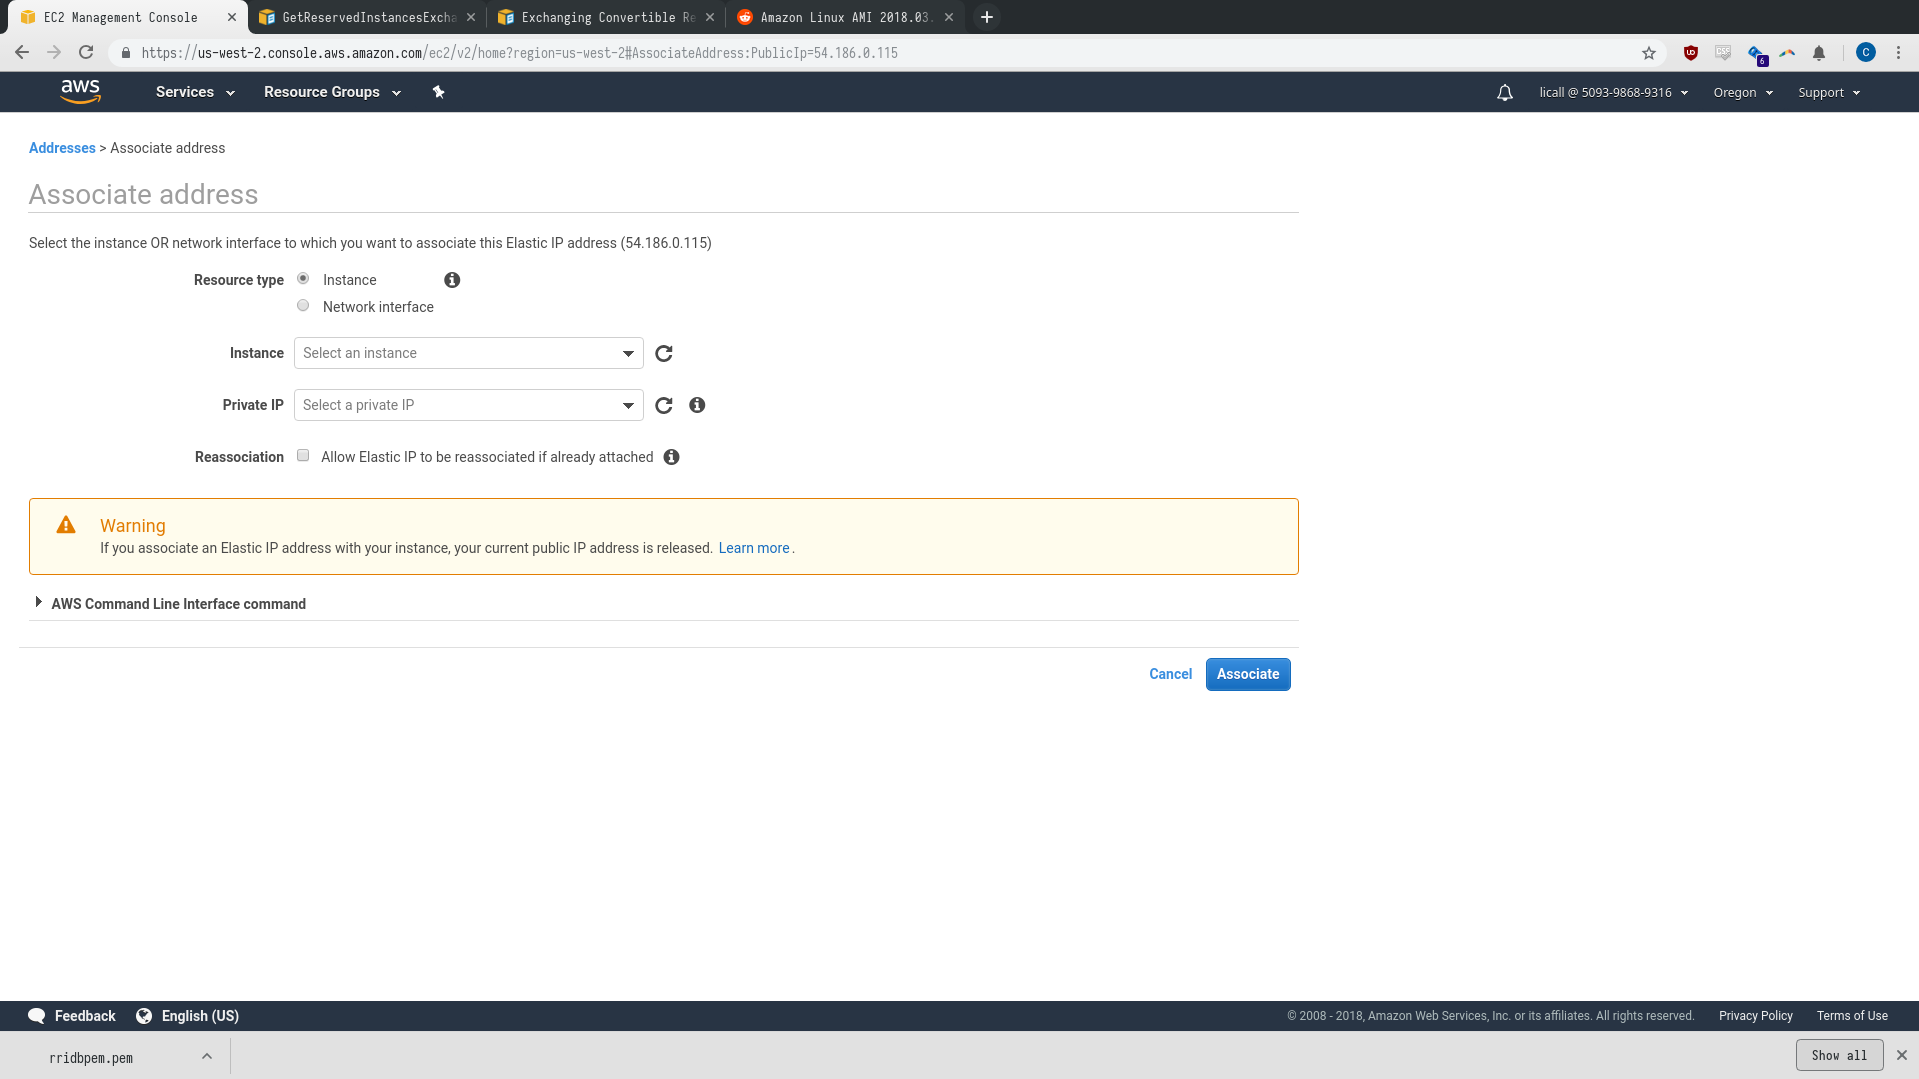 EC2 Management Console
GetReservedInstancesExcha
Exchanging Convertible Re
Amazon Linux AMI 2018.03.
https://us-west-2.console.aws.amazon.com/ec2/v2/home?region=us-west-2#AssociateAddress:PublicIp=54.186.0.115
6
C
aws
Services
Resource Groups
licall @ 5093-9868-9316
Oregon
Support
Addresses > Associate address
Associate address
Select the instance OR network interface to which you want to associate this Elastic IP address (54.186.0.115)
Resource type
Instance
Network interface
Instance
Select an instance
Private IP
Select a private IP
Reassociation
Allow Elastic IP to be reassociated if already attached
Warning
If you associate an Elastic IP address with your instance, your current public IP address is released. Learn more.
AWS Command Line Interface command
Cancel
Associate
Feedback
English (US)
© 2008 - 2018, Amazon Web Services, Inc. or its affiliates. All rights reserved.
Privacy Policy
Terms of Use
rridbpem.pem
Show all